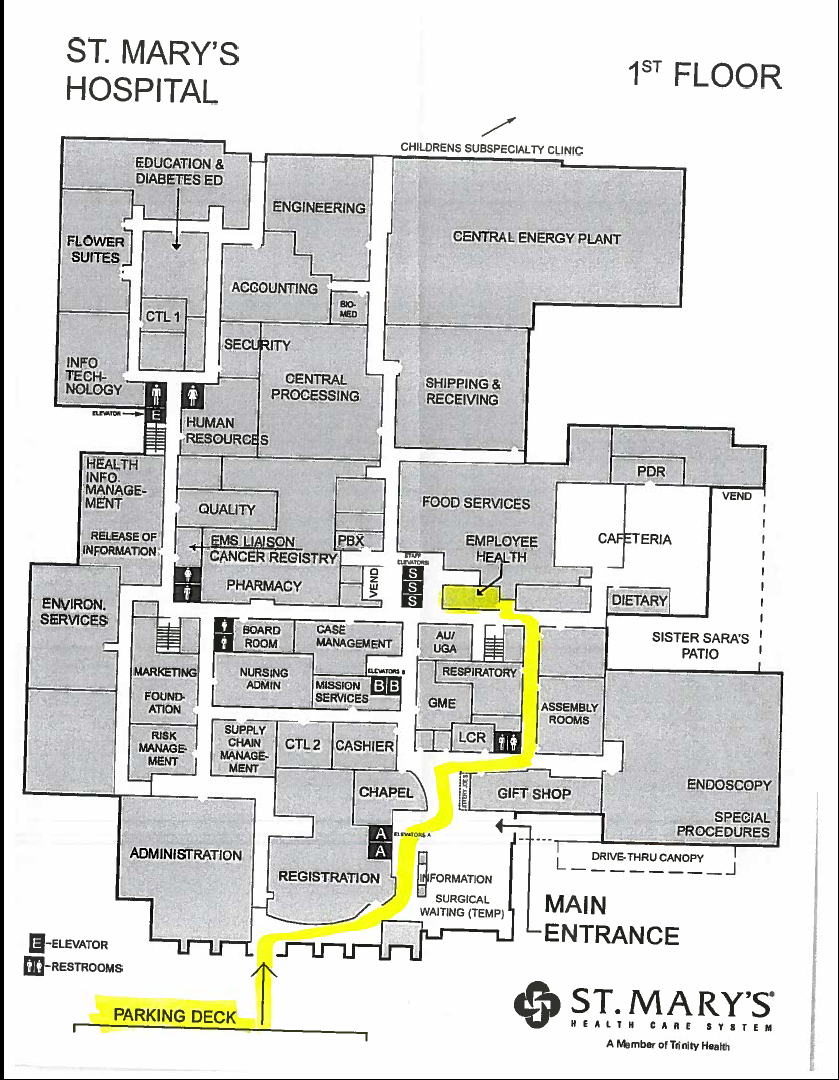 ST. MARY'S
HOSPITAL
1ST FLOOR
CHILDRENS SUBSPECIALTY CLINIC
EDUCATION &
DIABETES ED
ENGINEERING
CENTRAL ENERGY PLANT
FLOWER
SUITES
ACCOUNTING
BIO-
MED
CTL 1
SECURITY
INFO
TECH-
NOLOGY
CENTRAL
PROCESSING
SHIPPING &
RECEIVING
ELEVATOR
E
HUMAN
RESOURCES
HEALTH
INFO.
MANAGE-
MENT
PDR
VEND
QUALITY
FOOD SERVICES
RELEASE OF
INFORMATION
EMS LIAISON
CANCER REGISTRY
PBX
EMPLOYEE
HEALTH
CAFETERIA
STAFF
ELEVATORS
S
S
S
PHARMACY
VEND
ENVIRON.
SERVICES
DIETARY
BOARD
ROOM
CASE
MANAGEMENT
AU/
UGA
SISTER SARA'S
PATIO
MARKETING
NURSING
ADMIN
ELEVATORS B
B B
MISSION
SERVICES
RESPIRATORY
FOUND-
ATION
GME
ASSEMBLY
ROOMS
RISK
MANAGE-
MENT
SUPPLY
CHAIN
MANAGE-
MENT
CTL 2
CASHIER
LCR
CHAPEL
JITTERY JOE'S
GIFT SHOP
ENDOSCOPY
SPECIAL
PROCEDURES
A
A
ELEVATORS A
ADMINISTRATION
REGISTRATION
INFORMATION
SURGICAL
WAITING (TEMP)
DRIVE-THRU CANOPY
MAIN
ENTRANCE
E -ELEVATOR
-RESTROOMS
PARKING DECK
ST. MARY'S
HEALTH CARE SYSTEM
A Member of Trinity Health